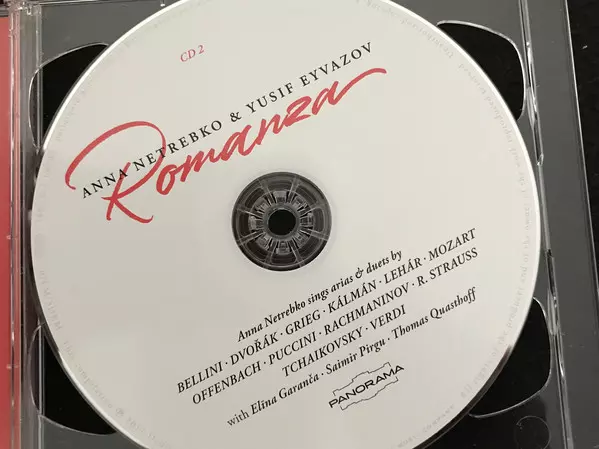 CD 2
ANNA NETREBKO & YUSIF EYVAZOV
Romanza
Anna Netrebko sings arias & duets by
BELLINI · DVOŘÁK · GRIEG · KÁLMÁN · LEHÁR · MOZART
OFFENBACH · PUCCINI · RACHMANINOV · R. STRAUSS
TCHAIKOVSKY · VERDI
with Elīna Garanča · Saimir Pirgu · Thomas Quasthoff
PANORAMA